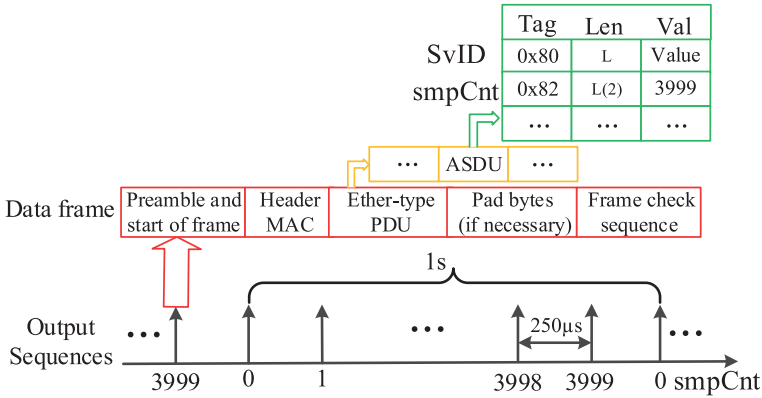 Tag Len Val
SvID 0x80 L Value
smpCnt 0x82 L(2) 3999
... ... ...
... ASDU ...
Data frame
Preamble and start of frame
Header MAC
Ether-type PDU
Pad bytes (if necessary)
Frame check sequence
1s
Output Sequences
... ... 250μs ...
3999 0 1 3998 3999 0 smpCnt